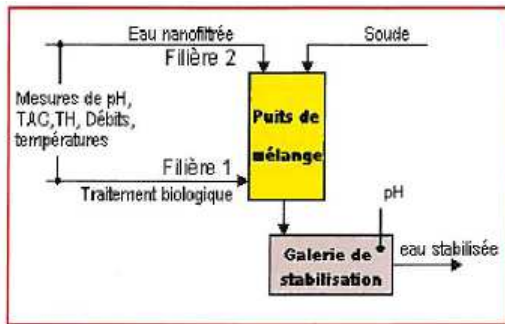 Eau nanofiltrée
Filière 2
Soude
Mesures de pH,
TAC,TH, Débits,
températures
Puits de
mélange
Filière 1
Traitement biologique
pH
Galerie de
stabilisation
eau stabilisée